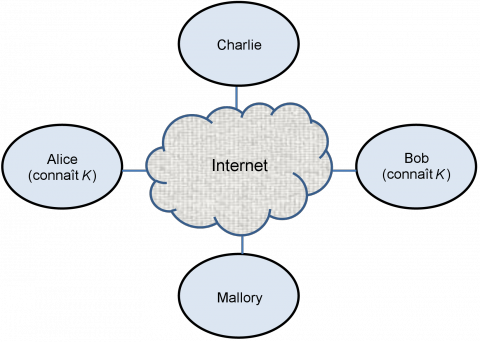 Charlie
Alice
(connaît K)
Internet
Bob
(connaît K)
Mallory